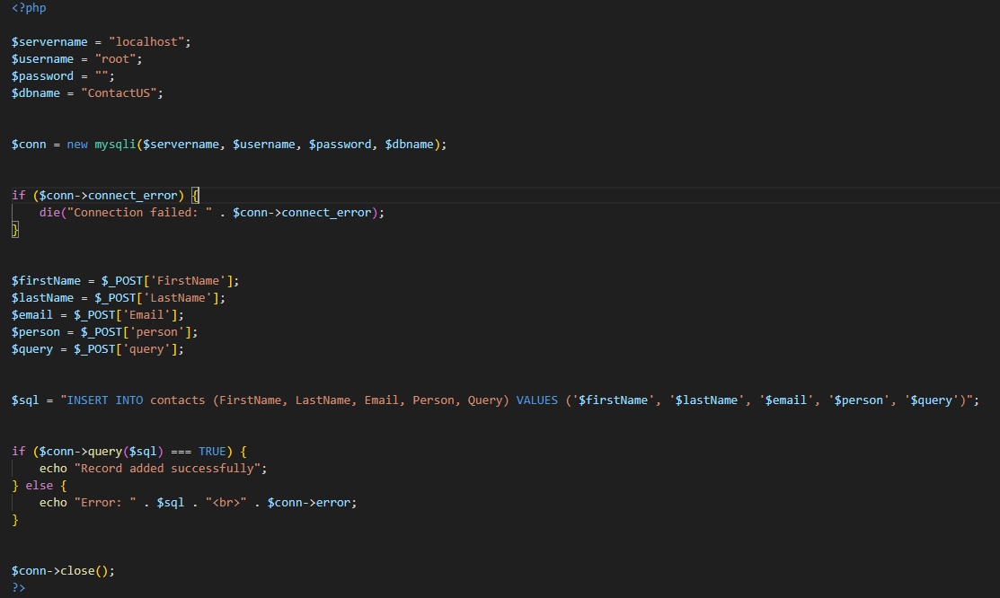 <?php
$servername = "localhost";
$username = "root";
$password = "";
$dbname = "ContactUS";
$conn = new mysqli($servername, $username, $password, $dbname);
if ($conn->connect_error) {
    die("Connection failed: " . $conn->connect_error);
}
$firstName = $_POST['FirstName'];
$lastName = $_POST['LastName'];
$email = $_POST['Email'];
$person = $_POST['person'];
$query = $_POST['query'];
$sql = "INSERT INTO contacts (FirstName, LastName, Email, Person, Query) VALUES ('$firstName', '$lastName', '$email', '$person', '$query')";
if ($conn->query($sql) === TRUE) {
    echo "Record added successfully";
} else {
    echo "Error: " . $sql . "<br>" . $conn->error;
}
$conn->close();
?>